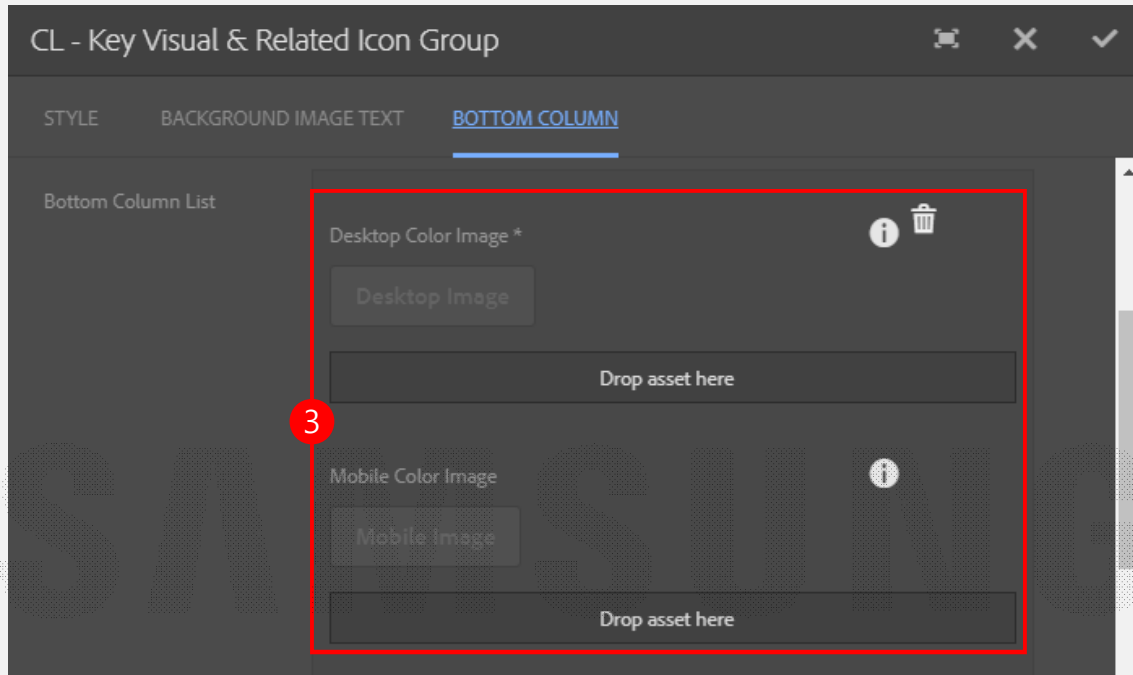 CL - Key Visual & Related Icon Group
STYLE BACKGROUND IMAGE TEXT BOTTOM COLUMN
Bottom Column List
Desktop Color Image *
Desktop Image
Drop asset here
3
Mobile Color Image
Mobile Image
Drop asset here
SAMSUNG